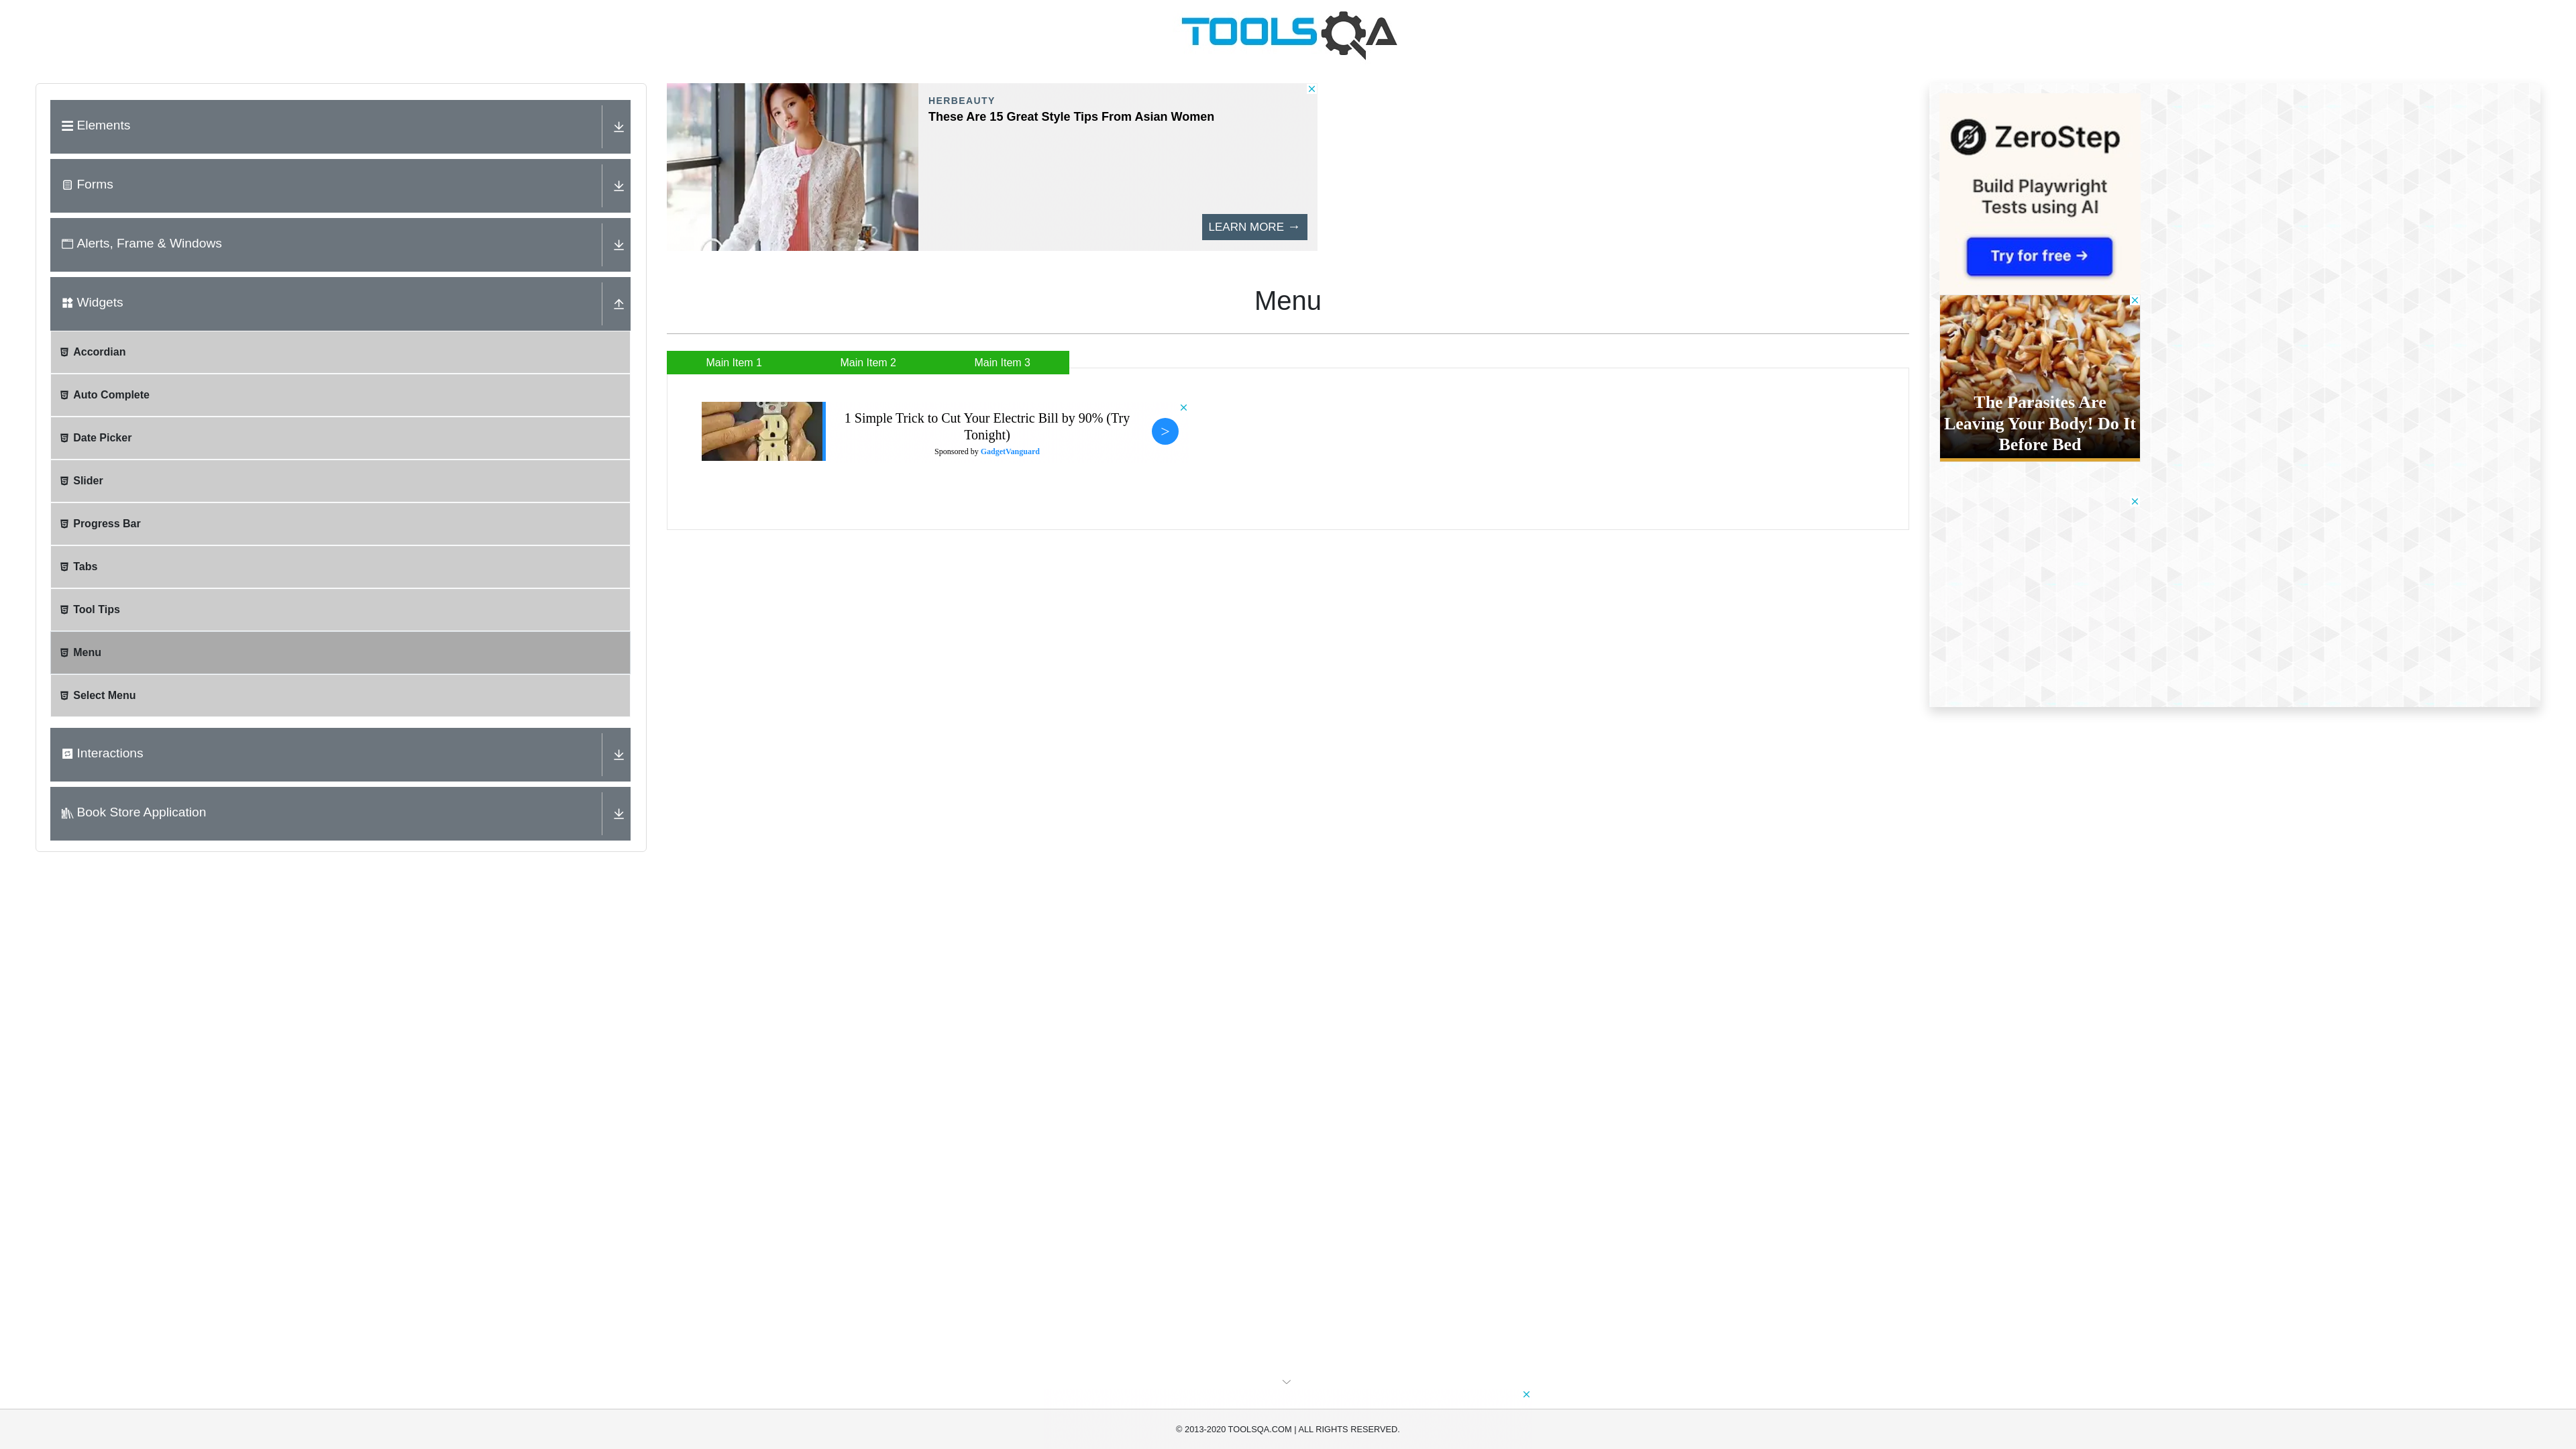 TOOLSQA
Elements
Forms
Alerts, Frame & Windows
Widgets
Accordian
Auto Complete
Date Picker
Slider
Progress Bar
Tabs
Tool Tips
Menu
Select Menu
Interactions
Book Store Application
HERBEAUTY
These Are 15 Great Style Tips From Asian Women
LEARN MORE →
Menu
Main Item 1
Main Item 2
Main Item 3
1 Simple Trick to Cut Your Electric Bill by 90% (Try
Tonight)
Sponsored by GadgetVanguard
>
ZeroStep
Build Playwright
Tests using AI
Try for free →
The Parasites Are
Leaving Your Body! Do It
Before Bed
© 2013-2020 TOOLSQA.COM | ALL RIGHTS RESERVED.